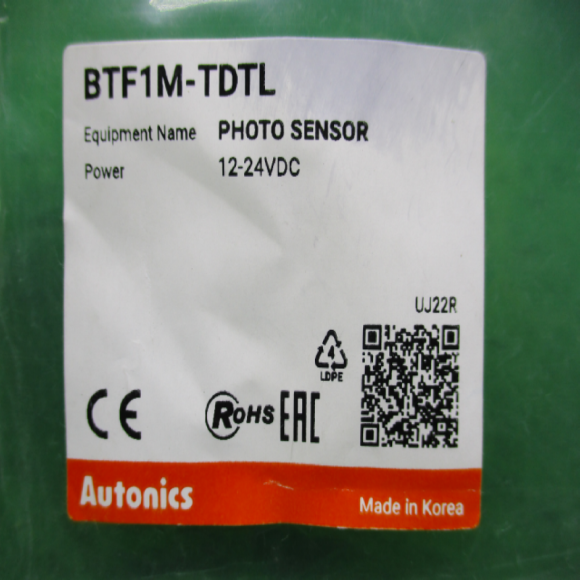 BTF1M-TDTL
Equipment Name PHOTO SENSOR
Power 12-24VDC
UJ22R
4
LDPE
CE
RoHS EAC
Autonics
Made in Korea